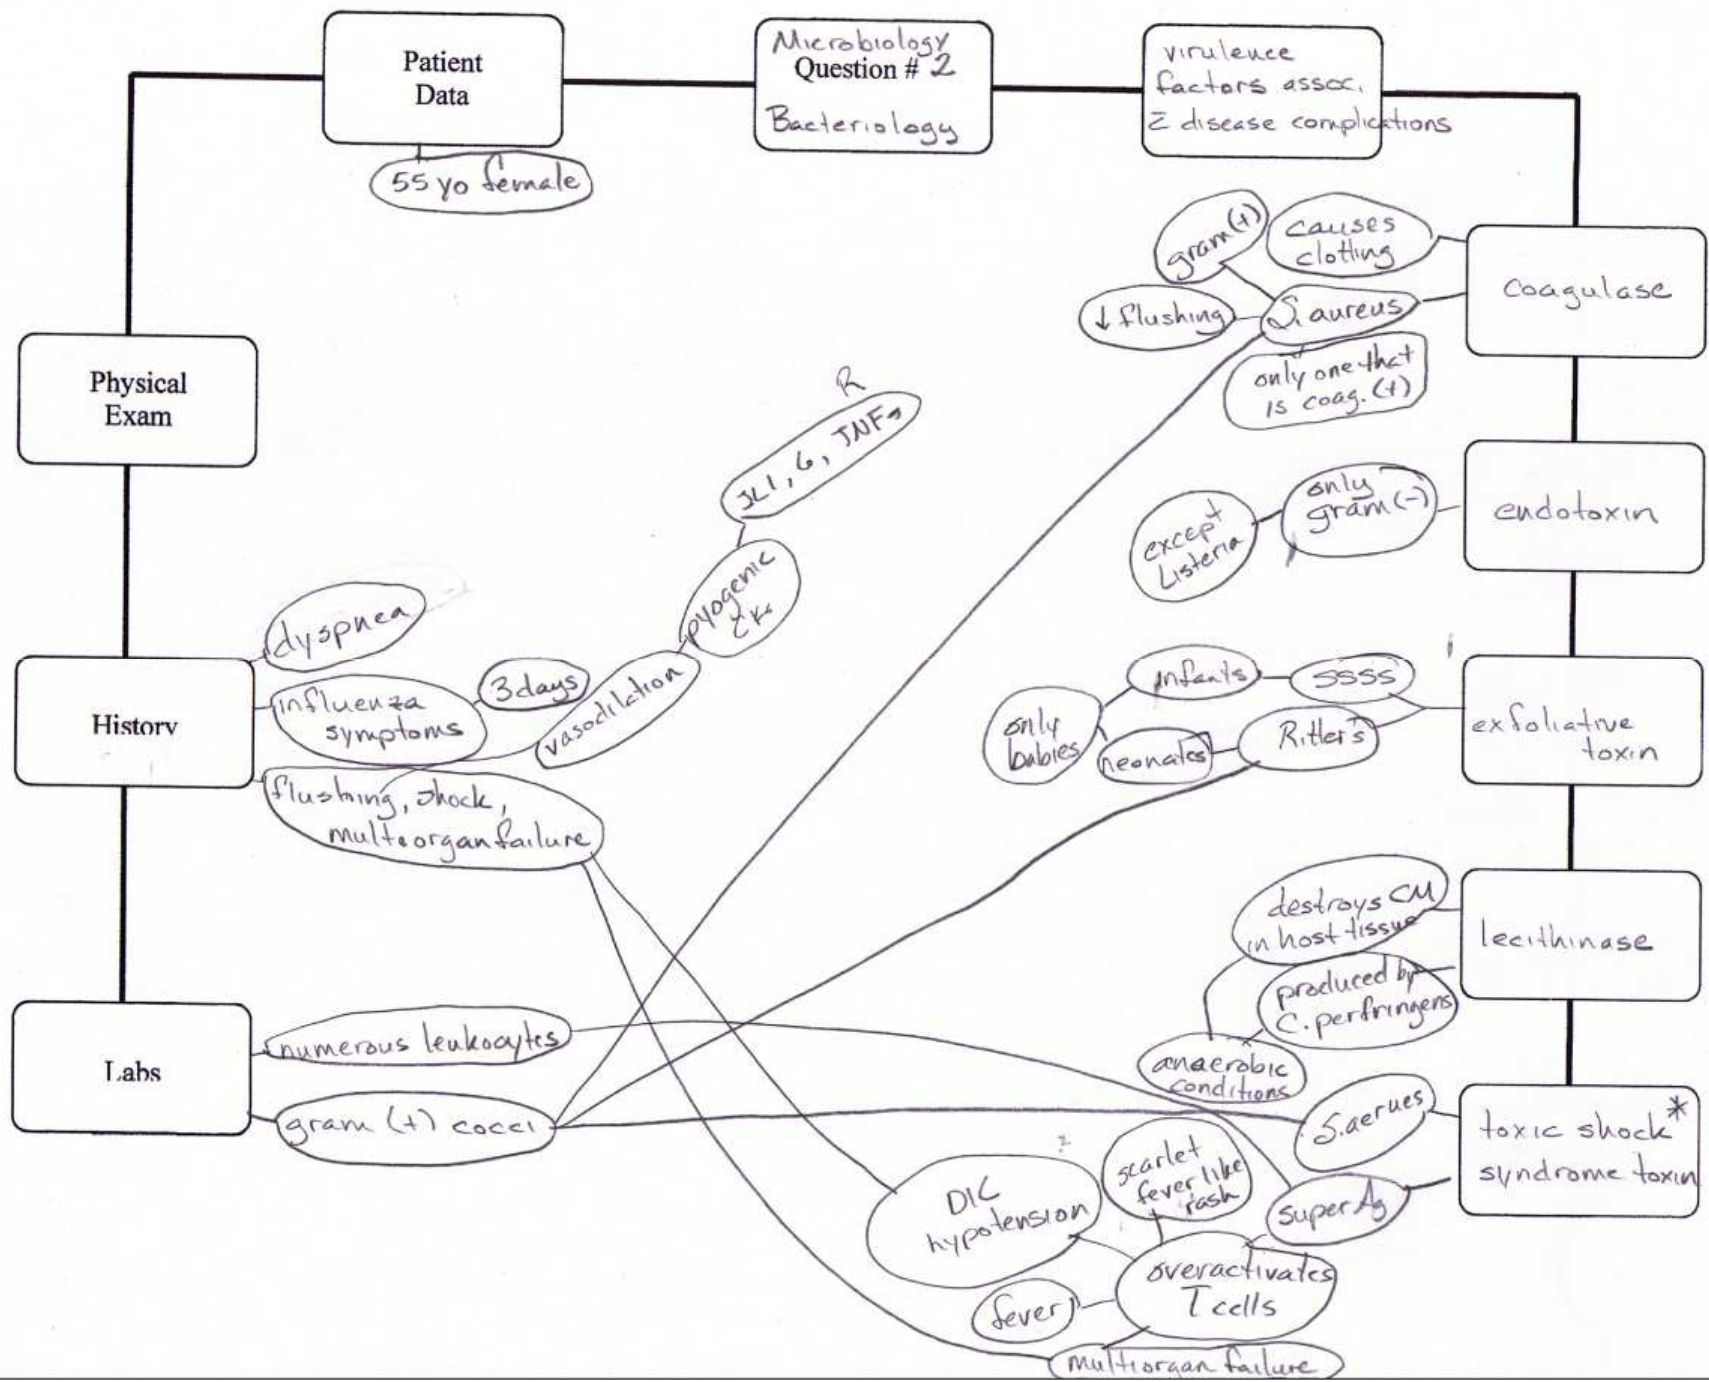 Patient
Data
55 yo female
Microbiology
Question # 2
Bacteriology
virulence
factors assoc.
c̄ disease complications
Physical
Exam
History
dyspnea
influenza
symptoms
3 days
flushing, shock,
multiorgan failure
vasodilation
pyogenic
CKs
IL1, 6, TNFs
R
Labs
numerous leukocytes
gram (+) cocci
coagulase
causes
clotting
gram (+)
S. aureus
↓ flushing
only one that
is coag. (+)
endotoxin
only
gram (-)
except
Listeria
exfoliative
toxin
SSSS
infants
Ritter's
neonates
only
babies
lecithinase
destroys CM
in host tissue
produced by
C. perfringens
anaerobic
conditions
toxic shock *
syndrome toxin
S. aerues
super Ag
overactivates
T cells
scarlet
fever like
rash
DIC
hypotension
fever
multiorgan failure